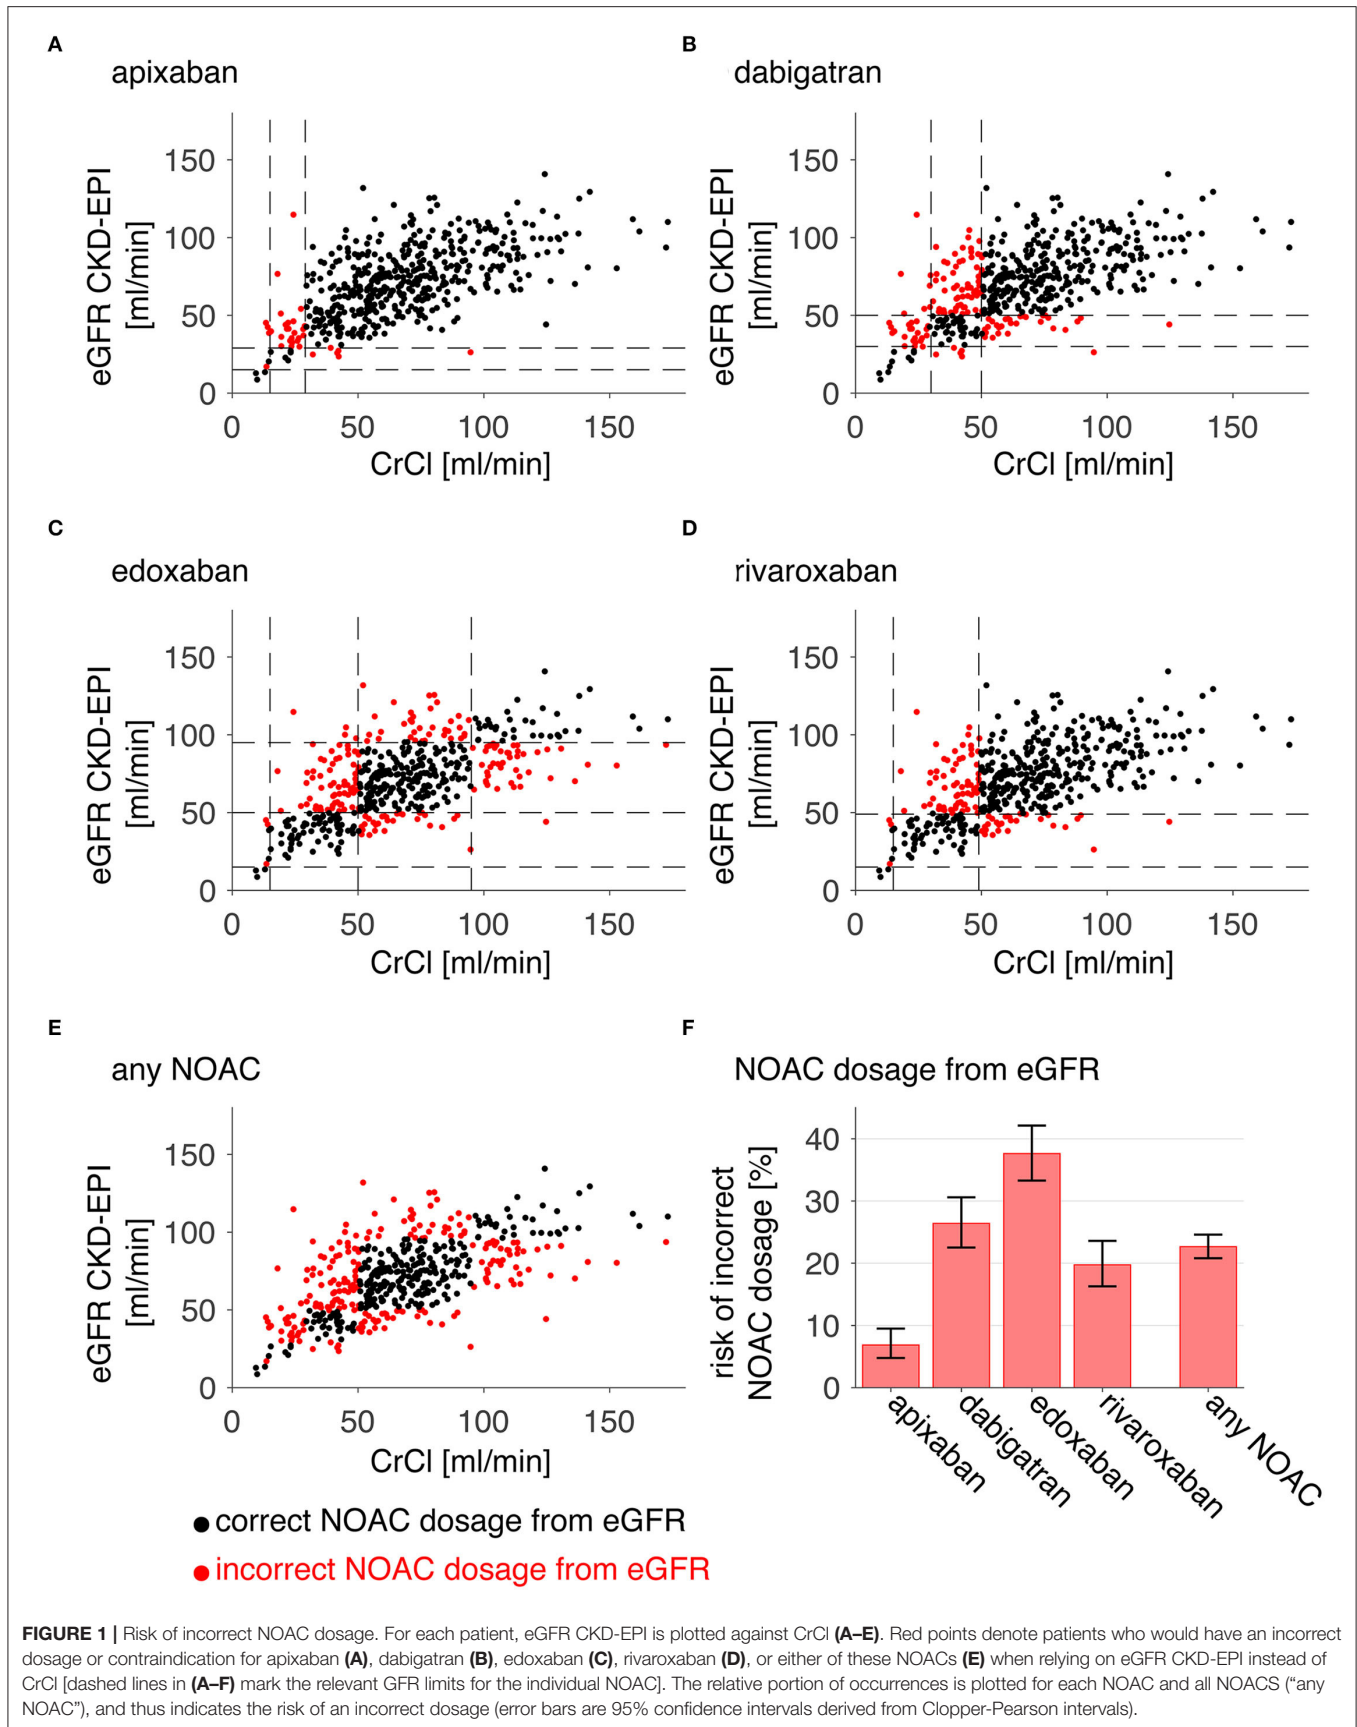 A
apixaban
eGFR CKD-EPI
[ml/min]
150
100
50
0
0 50 100 150
CrCl [ml/min]
B
dabigatran
eGFR CKD-EPI
[ml/min]
150
100
50
0
0 50 100 150
CrCl [ml/min]
C
edoxaban
eGFR CKD-EPI
[ml/min]
150
100
50
0
0 50 100 150
CrCl [ml/min]
D
rivaroxaban
eGFR CKD-EPI
[ml/min]
150
100
50
0
0 50 100 150
CrCl [ml/min]
E
any NOAC
eGFR CKD-EPI
[ml/min]
150
100
50
0
0 50 100 150
CrCl [ml/min]
correct NOAC dosage from eGFR
incorrect NOAC dosage from eGFR
F
NOAC dosage from eGFR
risk of incorrect
NOAC dosage [%]
40
30
20
10
0
apixaban
dabigatran
edoxaban
rivaroxaban
any NOAC
FIGURE 1 | Risk of incorrect NOAC dosage. For each patient, eGFR CKD-EPI is plotted against CrCl (A–E). Red points denote patients who would have an incorrect
dosage or contraindication for apixaban (A), dabigatran (B), edoxaban (C), rivaroxaban (D), or either of these NOACs (E) when relying on eGFR CKD-EPI instead of
CrCl [dashed lines in (A–F) mark the relevant GFR limits for the individual NOAC]. The relative portion of occurrences is plotted for each NOAC and all NOACS (“any
NOAC”), and thus indicates the risk of an incorrect dosage (error bars are 95% confidence intervals derived from Clopper-Pearson intervals).